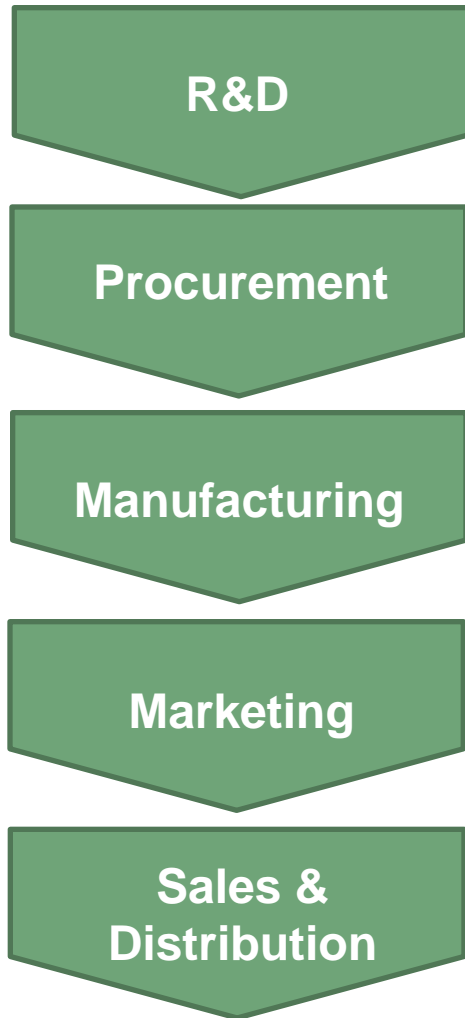 R&D
Procurement
Manufacturing
Marketing
Sales &
Distribution